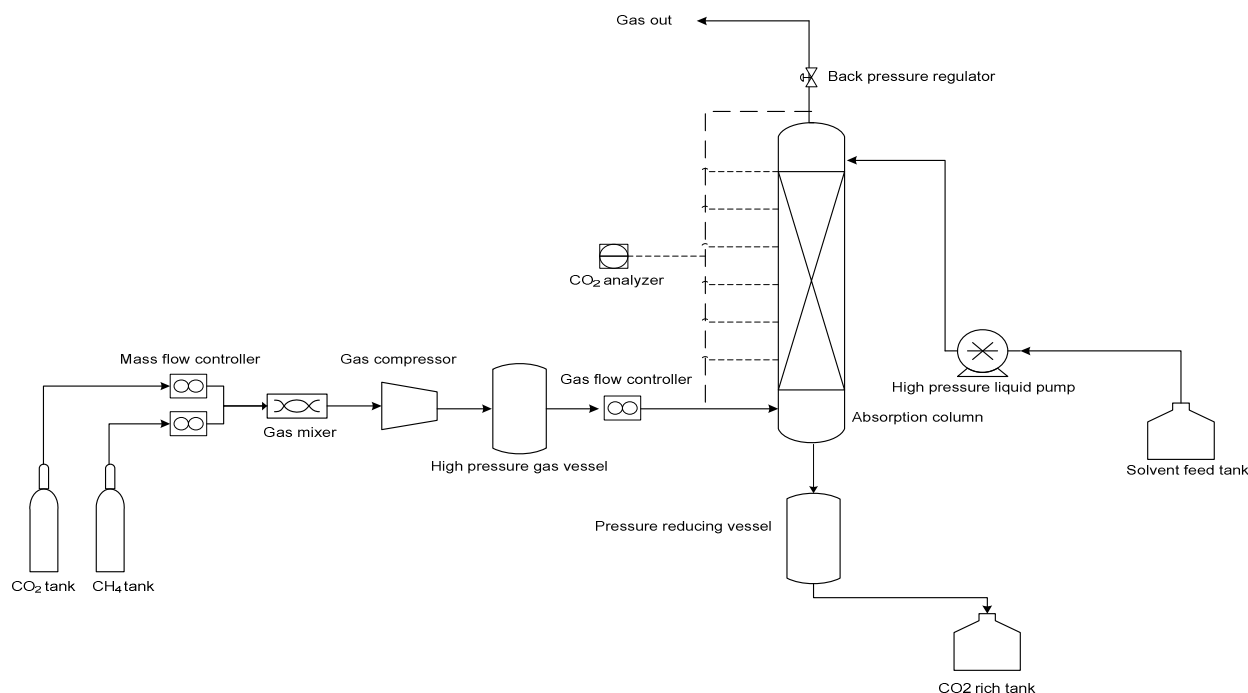 Gas out
Back pressure regulator
CO2 analyzer
Mass flow controller
Gas compressor
Gas flow controller
High pressure liquid pump
Absorption column
Gas mixer
High pressure gas vessel
Solvent feed tank
Pressure reducing vessel
CO2 tank
CH4 tank
CO2 rich tank